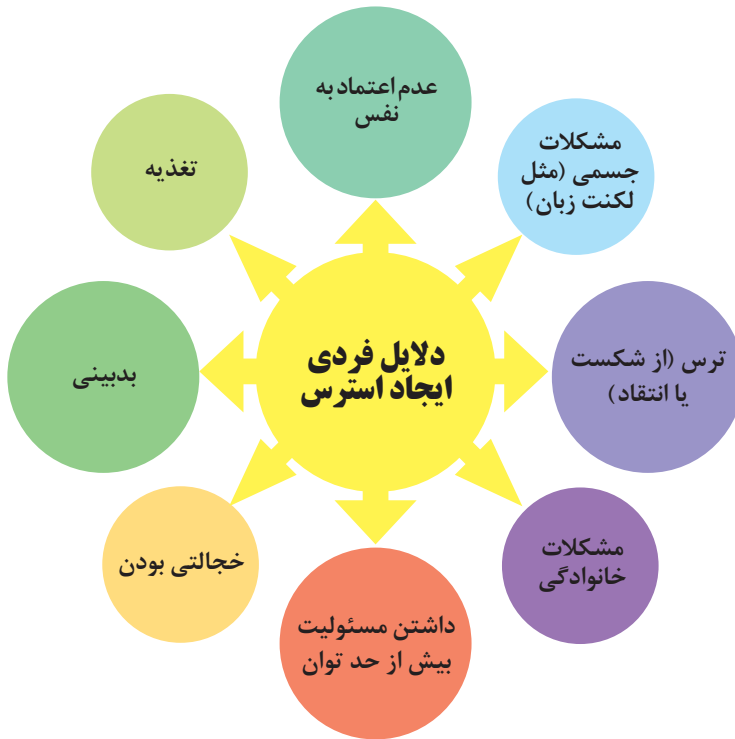 دلایل فردی
ایجاد استرس
عدم اعتماد به
نفس
مشکلات
جسمی (مثل
لکنت زبان)
ترس (از شکست
یا انتقاد)
مشکلات
خانوادگی
داشتن مسئولیت
بیش از حد توان
خجالتی بودن
بدبینی
تغذیه